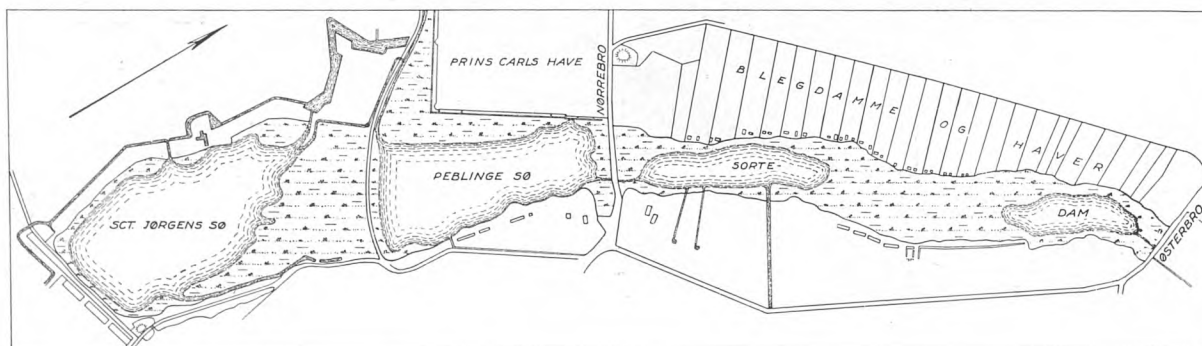 PRINS CARLS HAVE
NØRREBRO
BLEGDAMME OG HAVER
SORTE
PEBLINGE SØ
SCT. JØRGENS SØ
DAM
ØSTERBRO